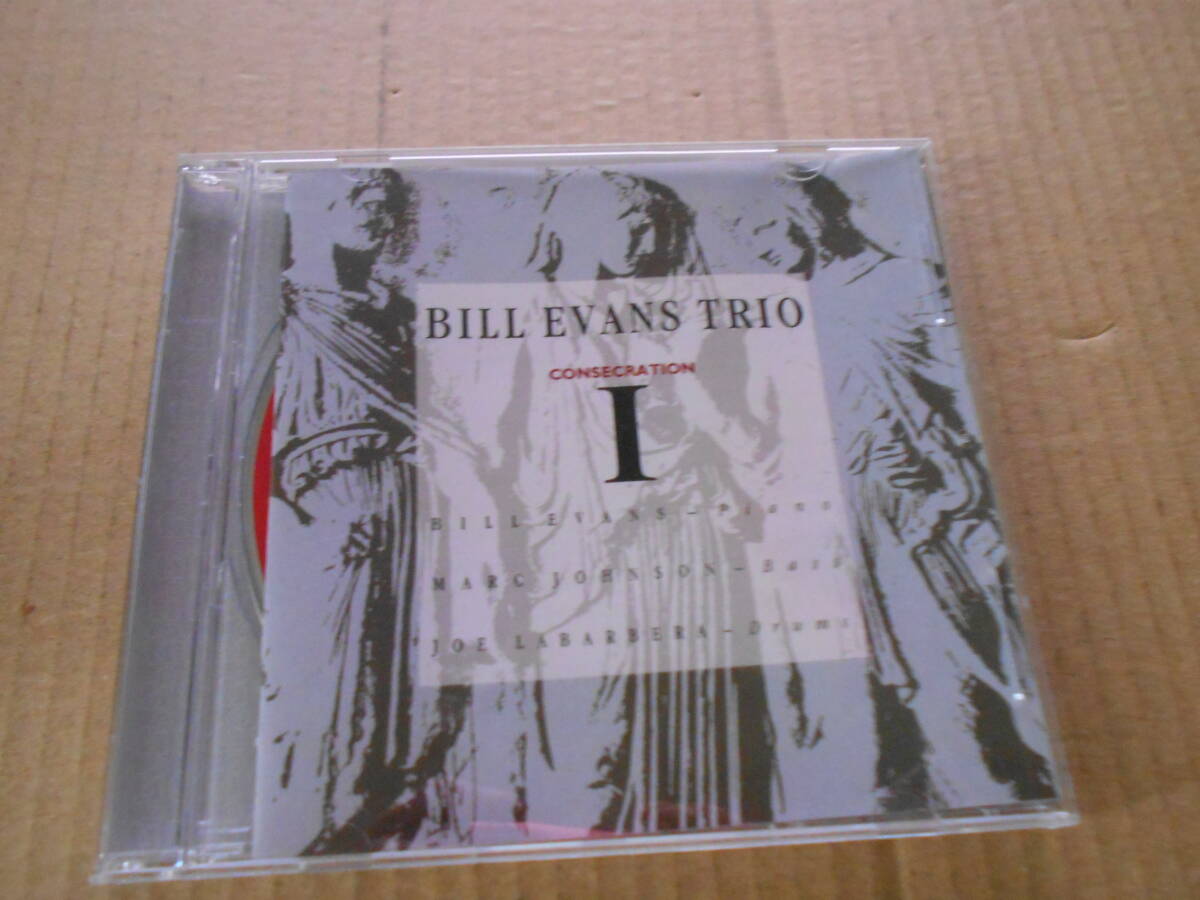 BILL EVANS TRIO
CONSECRATION
I
BILL EVANS – Piano
MARC JOHNSON – Bass
JOE LABARBERA – Drums